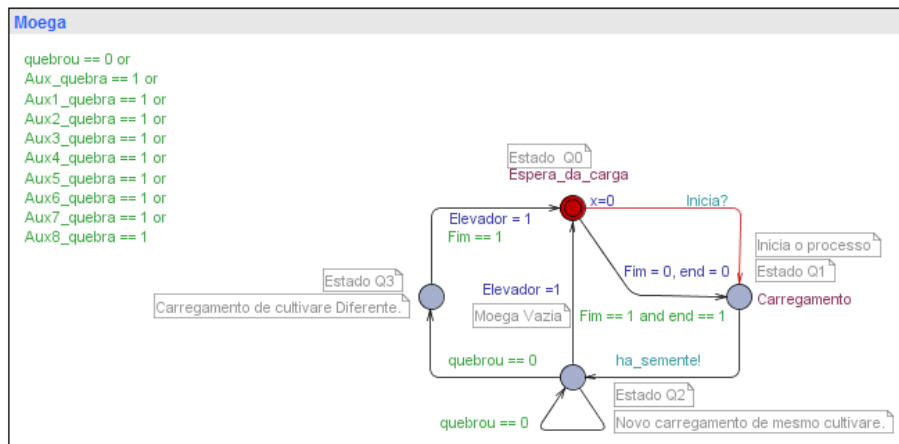 Moega
quebrou == 0 or
Aux_quebra == 1 or
Aux1_quebra == 1 or
Aux2_quebra == 1 or
Aux3_quebra == 1 or
Aux4_quebra == 1 or
Aux5_quebra == 1 or
Aux6_quebra == 1 or
Aux7_quebra == 1 or
Aux8_quebra == 1
Estado Q0
Espera_da_carga
x=0
Inicia?
Elevador = 1
Fim == 1
Inicia o processo
Estado Q3
Fim = 0, end = 0
Estado Q1
Carregamento de cultivare Diferente.
Elevador =1
Carregamento
Moega Vazia
Fim == 1 and end == 1
quebrou == 0
ha_semente!
Estado Q2
quebrou == 0
Novo carregamento de mesmo cultivare.